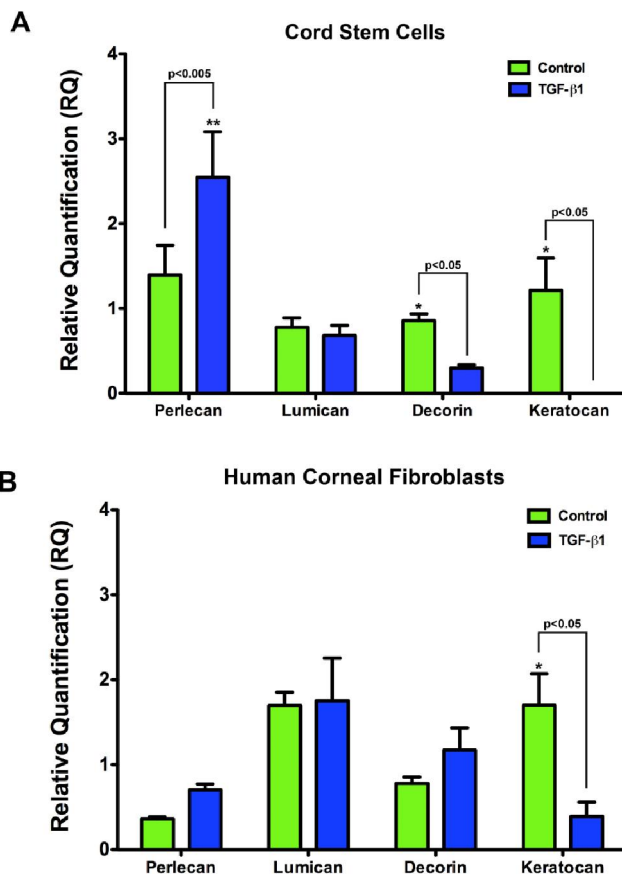 A
Cord Stem Cells
4
3
2
1
0
Relative Quantification (RQ)
Control
TGF-β1
p<0.005
**
p<0.05
*
p<0.05
*
Perlecan Lumican Decorin Keratocan
B
Human Corneal Fibroblasts
4
3
2
1
0
Relative Quantification (RQ)
Control
TGF-β1
p<0.05
*
Perlecan Lumican Decorin Keratocan